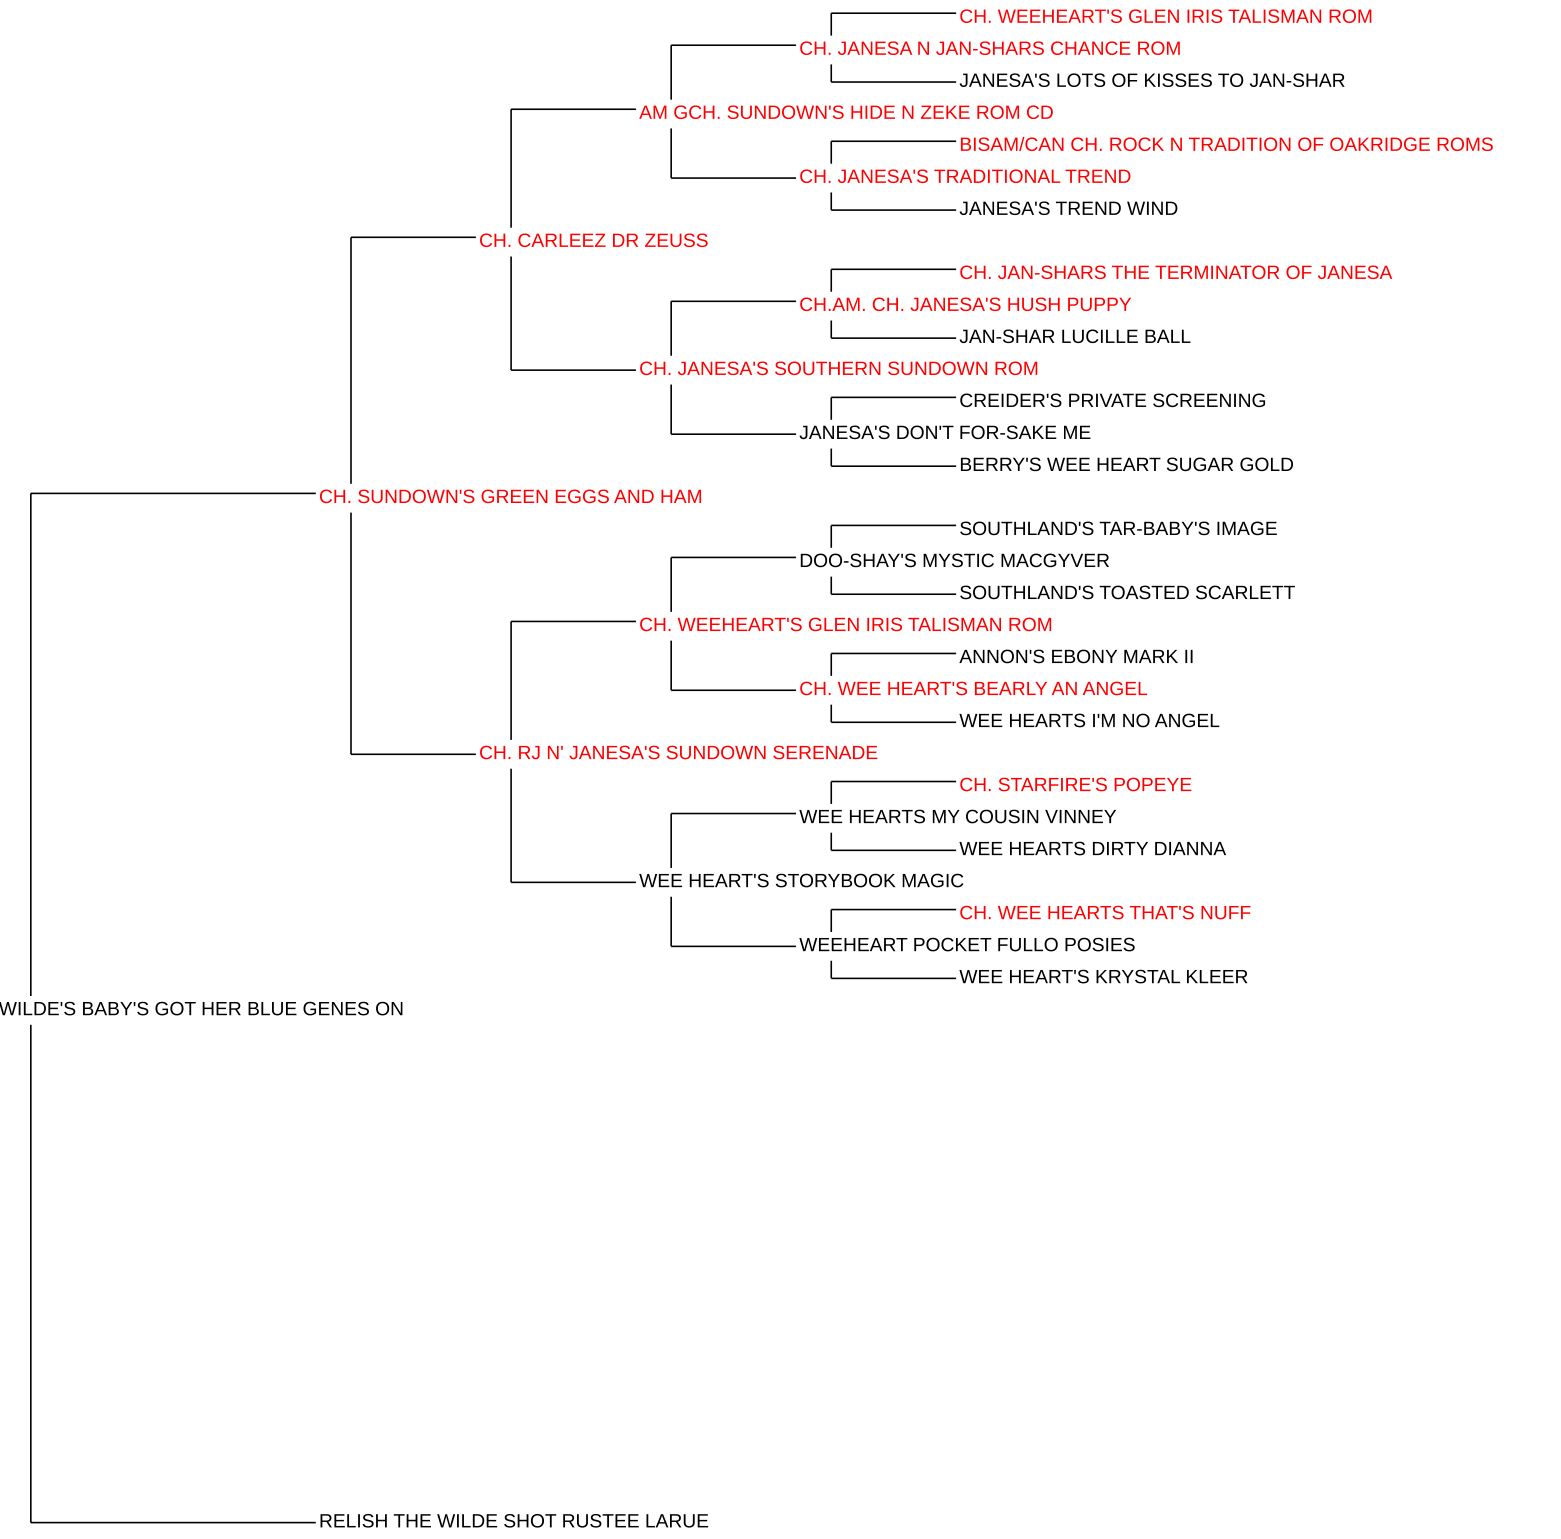 CH. WEEHEART'S GLEN IRIS TALISMAN ROM
CH. JANESA N JAN-SHARS CHANCE ROM
JANESA'S LOTS OF KISSES TO JAN-SHAR
AM GCH. SUNDOWN'S HIDE N ZEKE ROM CD
BISAM/CAN CH. ROCK N TRADITION OF OAKRIDGE ROMS
CH. JANESA'S TRADITIONAL TREND
JANESA'S TREND WIND
CH. CARLEEZ DR ZEUSS
CH. JAN-SHARS THE TERMINATOR OF JANESA
CH.AM. CH. JANESA'S HUSH PUPPY
JAN-SHAR LUCILLE BALL
CH. JANESA'S SOUTHERN SUNDOWN ROM
CREIDER'S PRIVATE SCREENING
JANESA'S DON'T FOR-SAKE ME
BERRY'S WEE HEART SUGAR GOLD
CH. SUNDOWN'S GREEN EGGS AND HAM
SOUTHLAND'S TAR-BABY'S IMAGE
DOO-SHAY'S MYSTIC MACGYVER
SOUTHLAND'S TOASTED SCARLETT
CH. WEEHEART'S GLEN IRIS TALISMAN ROM
ANNON'S EBONY MARK II
CH. WEE HEART'S BEARLY AN ANGEL
WEE HEARTS I'M NO ANGEL
CH. RJ N' JANESA'S SUNDOWN SERENADE
CH. STARFIRE'S POPEYE
WEE HEARTS MY COUSIN VINNEY
WEE HEARTS DIRTY DIANNA
WEE HEART'S STORYBOOK MAGIC
CH. WEE HEARTS THAT'S NUFF
WEEHEART POCKET FULLO POSIES
WEE HEART'S KRYSTAL KLEER
WILDE'S BABY'S GOT HER BLUE GENES ON
RELISH THE WILDE SHOT RUSTEE LARUE